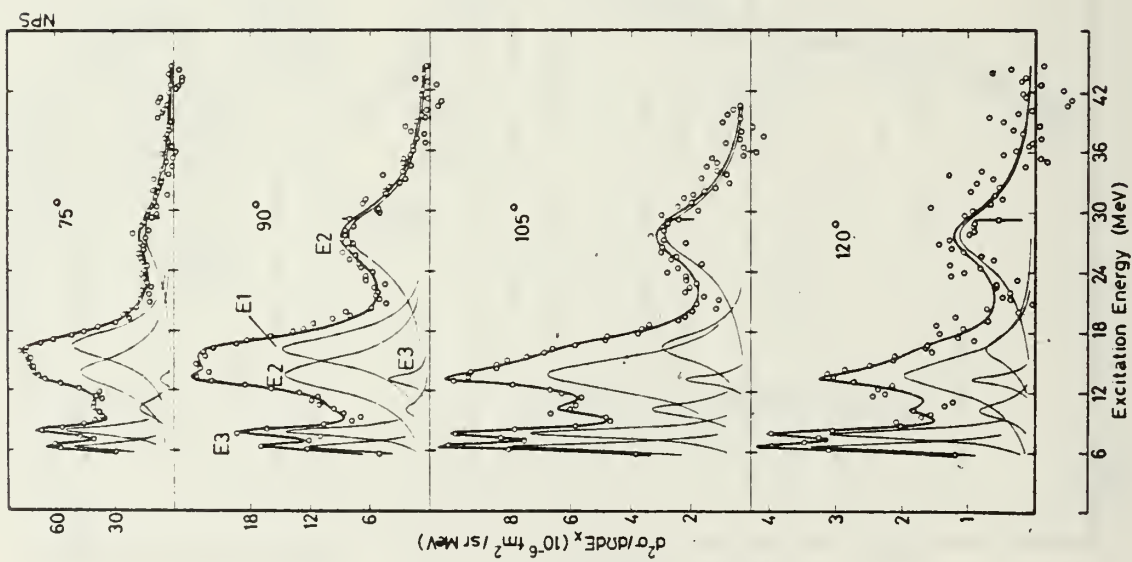 NPS
60
30
75°
18
12
6
90°
E3
E2
E1
E3
E2
8
6
2
105°
4
2
1
120°
d²σ/dΩdEₓ (10⁻⁶ fm²/sr MeV)
6 12 18 24 30 36 42
Excitation Energy (MeV)